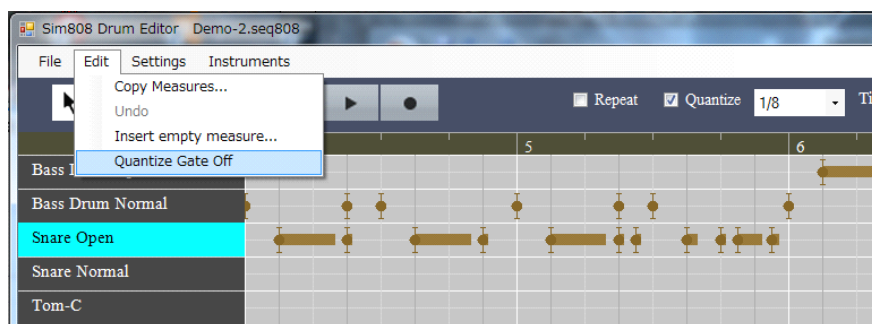 Sim808 Drum Editor Demo-2.seq808
File Edit Settings Instruments
Copy Measures...
Undo
Insert empty measure...
Quantize Gate Off
Repeat Quantize 1/8
5 6
Bass
Bass Drum Normal
Snare Open
Snare Normal
Tom-C